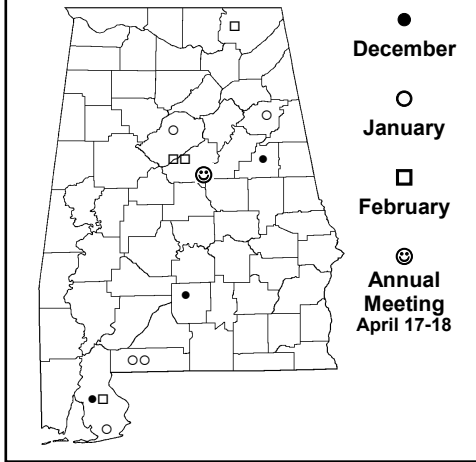 December
January
February
Annual
Meeting
April 17-18